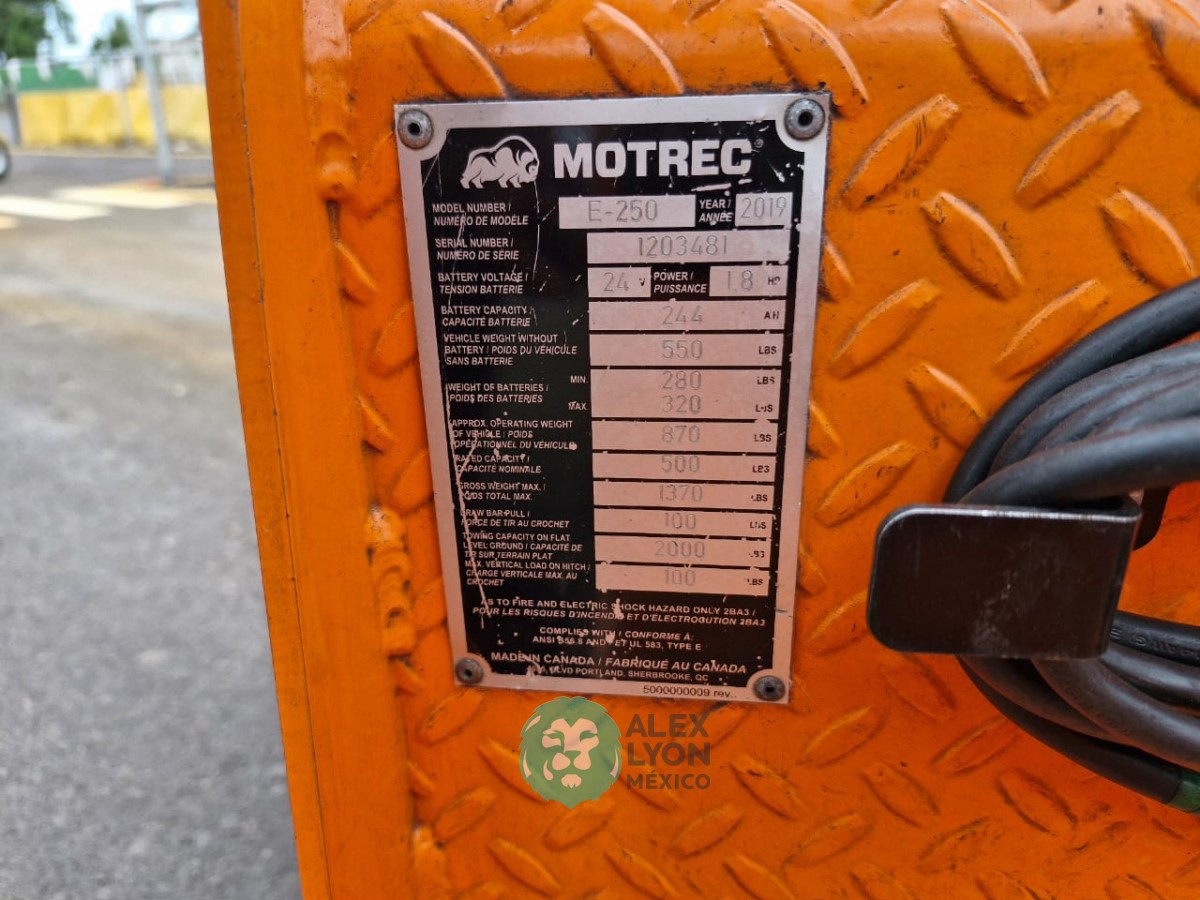 MOTREC®
MODEL NUMBER / NUMÉRO DE MODÈLE E-250 YEAR / ANNÉE 2019
SERIAL NUMBER / NUMÉRO DE SÉRIE 1203481
BATTERY VOLTAGE / TENSION BATTERIE 24 V POWER / PUISSANCE 1.8 HP
BATTERY CAPACITY / CAPACITÉ BATTERIE 244 AH
VEHICLE WEIGHT WITHOUT BATTERY / POIDS DU VÉHICULE SANS BATTERIE 550 LBS
WEIGHT OF BATTERIES / POIDS DES BATTERIES MIN. 280 LBS
MAX. 320 LBS
APPROX. OPERATING WEIGHT OF VEHICLE / POIDS OPÉRATIONNEL DU VÉHICULE 870 LBS
RATED CAPACITY / CAPACITÉ NOMINALE 500 LBS
GROSS WEIGHT MAX. / POIDS TOTAL MAX. 1370 LBS
DRAW BAR PULL / FORCE DE TIR AU CROCHET 100 LBS
TOWING CAPACITY ON FLAT LEVEL GROUND / CAPACITÉ DE TIR SUR TERRAIN PLAT 2000 LBS
MAX. VERTICAL LOAD ON HITCH / CHARGE VERTICALE MAX. AU CROCHET 100 LBS
AS TO FIRE AND ELECTRIC SHOCK HAZARD ONLY 2BA3 /
POUR LES RISQUES D'INCENDIE ET D'ÉLECTROCUTION 2BA3
COMPLIES WITH / CONFORME À:
ANSI B56.8 AND / ET UL 583, TYPE E
MADE IN CANADA / FABRIQUÉ AU CANADA
BLVD PORTLAND, SHERBROOKE, QC
5000000009 rev.
ALEX
LYON
MÉXICO